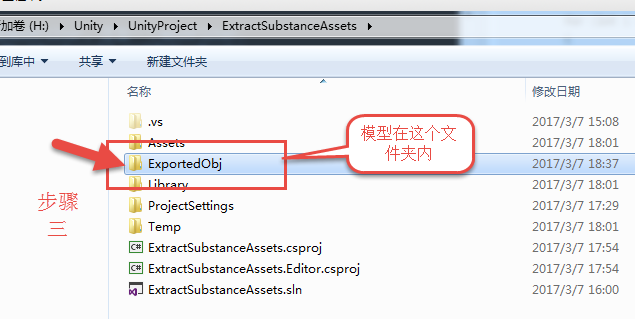 新加卷 (H:) ▸ Unity ▸ UnityProject ▸ ExtractSubstanceAssets ▸
到库中 ▾ 共享 ▾ 新建文件夹
名称 修改日期
.vs 2017/3/7 15:08
Assets 2017/3/7 18:01
ExportedObj 2017/3/7 18:37
Library 2017/3/7 18:01
ProjectSettings 2017/3/7 17:29
Temp 2017/3/7 18:01
ExtractSubstanceAssets.csproj 2017/3/7 17:54
ExtractSubstanceAssets.Editor.csproj 2017/3/7 17:54
ExtractSubstanceAssets.sln 2017/3/7 16:00
模型在这个文
件夹内
步骤
三